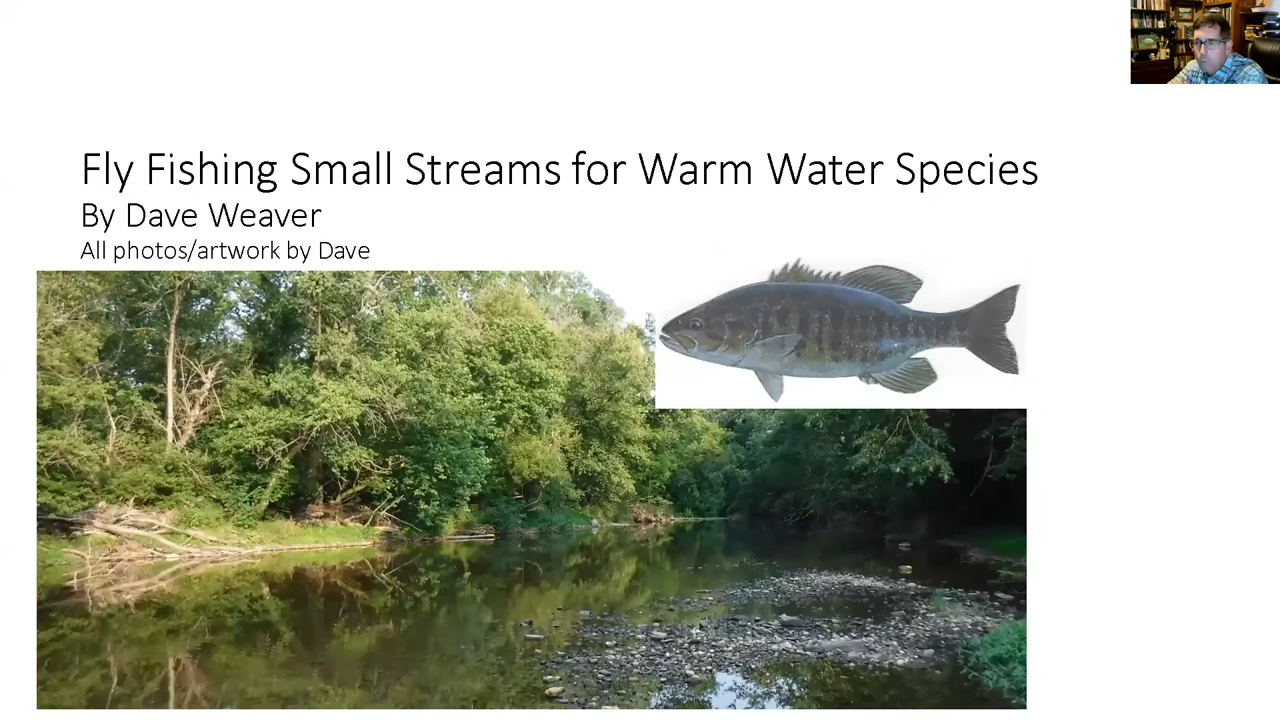 Fly Fishing Small Streams for Warm Water Species
By Dave Weaver
All photos/artwork by Dave